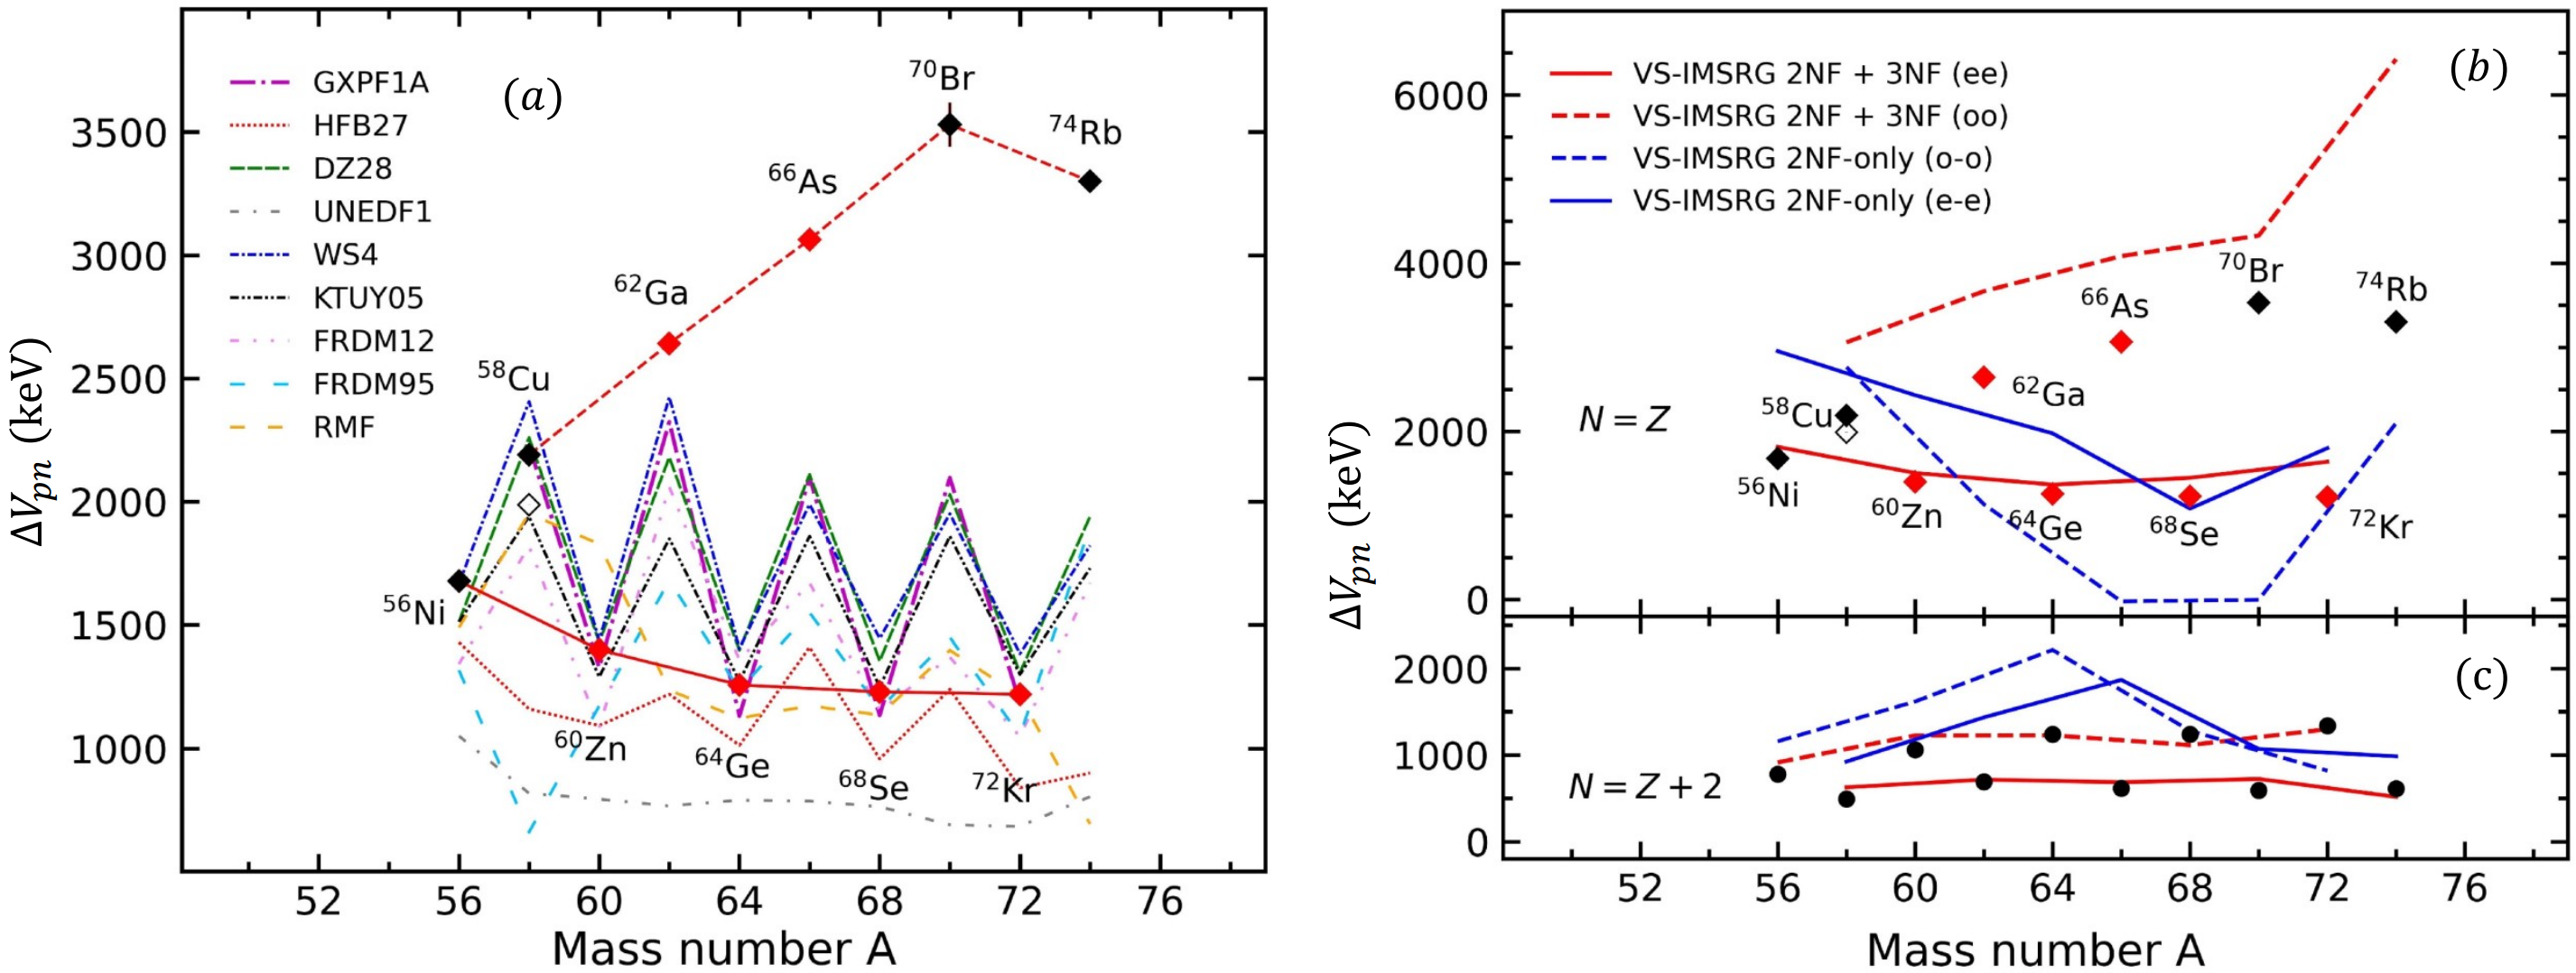 (a)
GXPF1A
HFB27
DZ28
UNEDF1
WS4
KTUY05
FRDM12
FRDM95
RMF
⁷⁰Br
⁷⁴Rb
⁶⁶As
⁶²Ga
⁵⁸Cu
⁵⁶Ni
⁶⁰Zn
⁶⁴Ge
⁶⁸Se
⁷²Kr
3500
3000
2500
2000
1500
1000
ΔVₚₙ (keV)
52 56 60 64 68 72 76
Mass number A
(b)
VS-IMSRG 2NF + 3NF (ee)
VS-IMSRG 2NF + 3NF (oo)
VS-IMSRG 2NF-only (o-o)
VS-IMSRG 2NF-only (e-e)
6000
4000
2000
0
N = Z
⁷⁰Br
⁷⁴Rb
⁶⁶As
⁶²Ga
⁵⁸Cu
⁵⁶Ni
⁶⁰Zn
⁶⁴Ge
⁶⁸Se
⁷²Kr
ΔVₚₙ (keV)
(c)
2000
1000
0
N = Z + 2
52 56 60 64 68 72 76
Mass number A